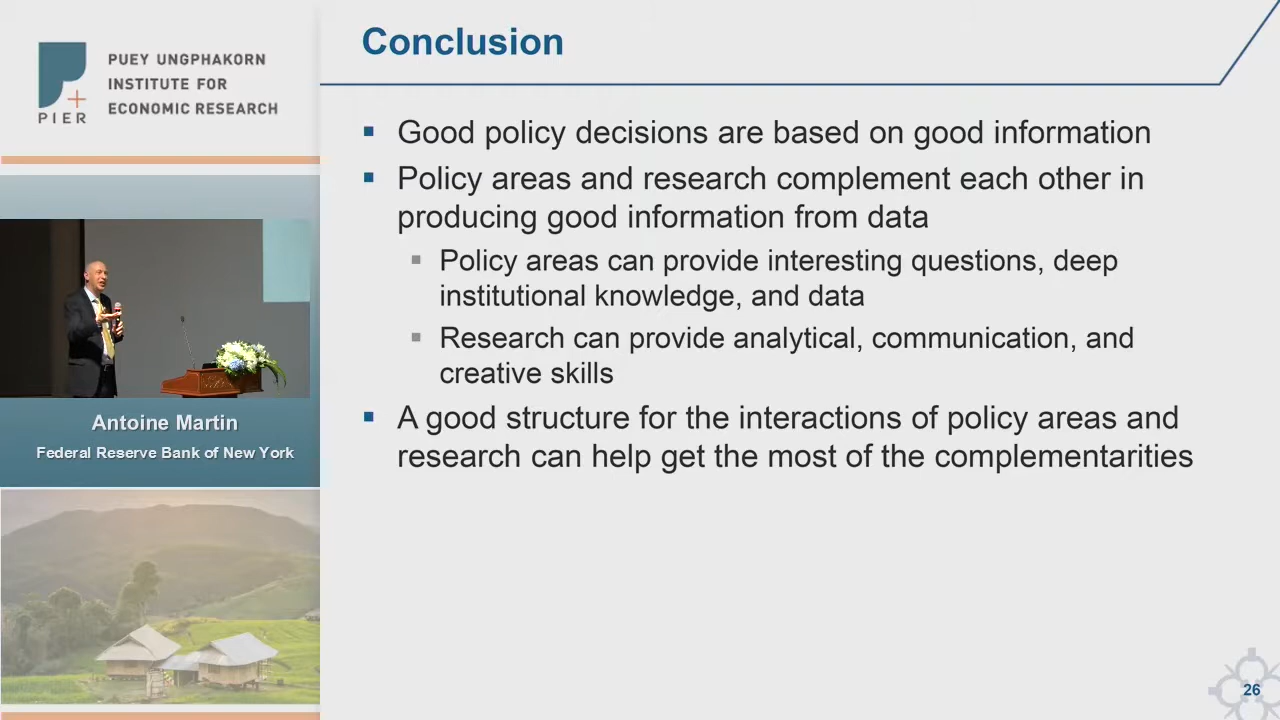 PUEY UNGPHAKORN
INSTITUTE FOR
ECONOMIC RESEARCH
PIER
Antoine Martin
Federal Reserve Bank of New York
Conclusion
Good policy decisions are based on good information
Policy areas and research complement each other in
producing good information from data
Policy areas can provide interesting questions, deep
institutional knowledge, and data
Research can provide analytical, communication, and
creative skills
A good structure for the interactions of policy areas and
research can help get the most of the complementarities
26